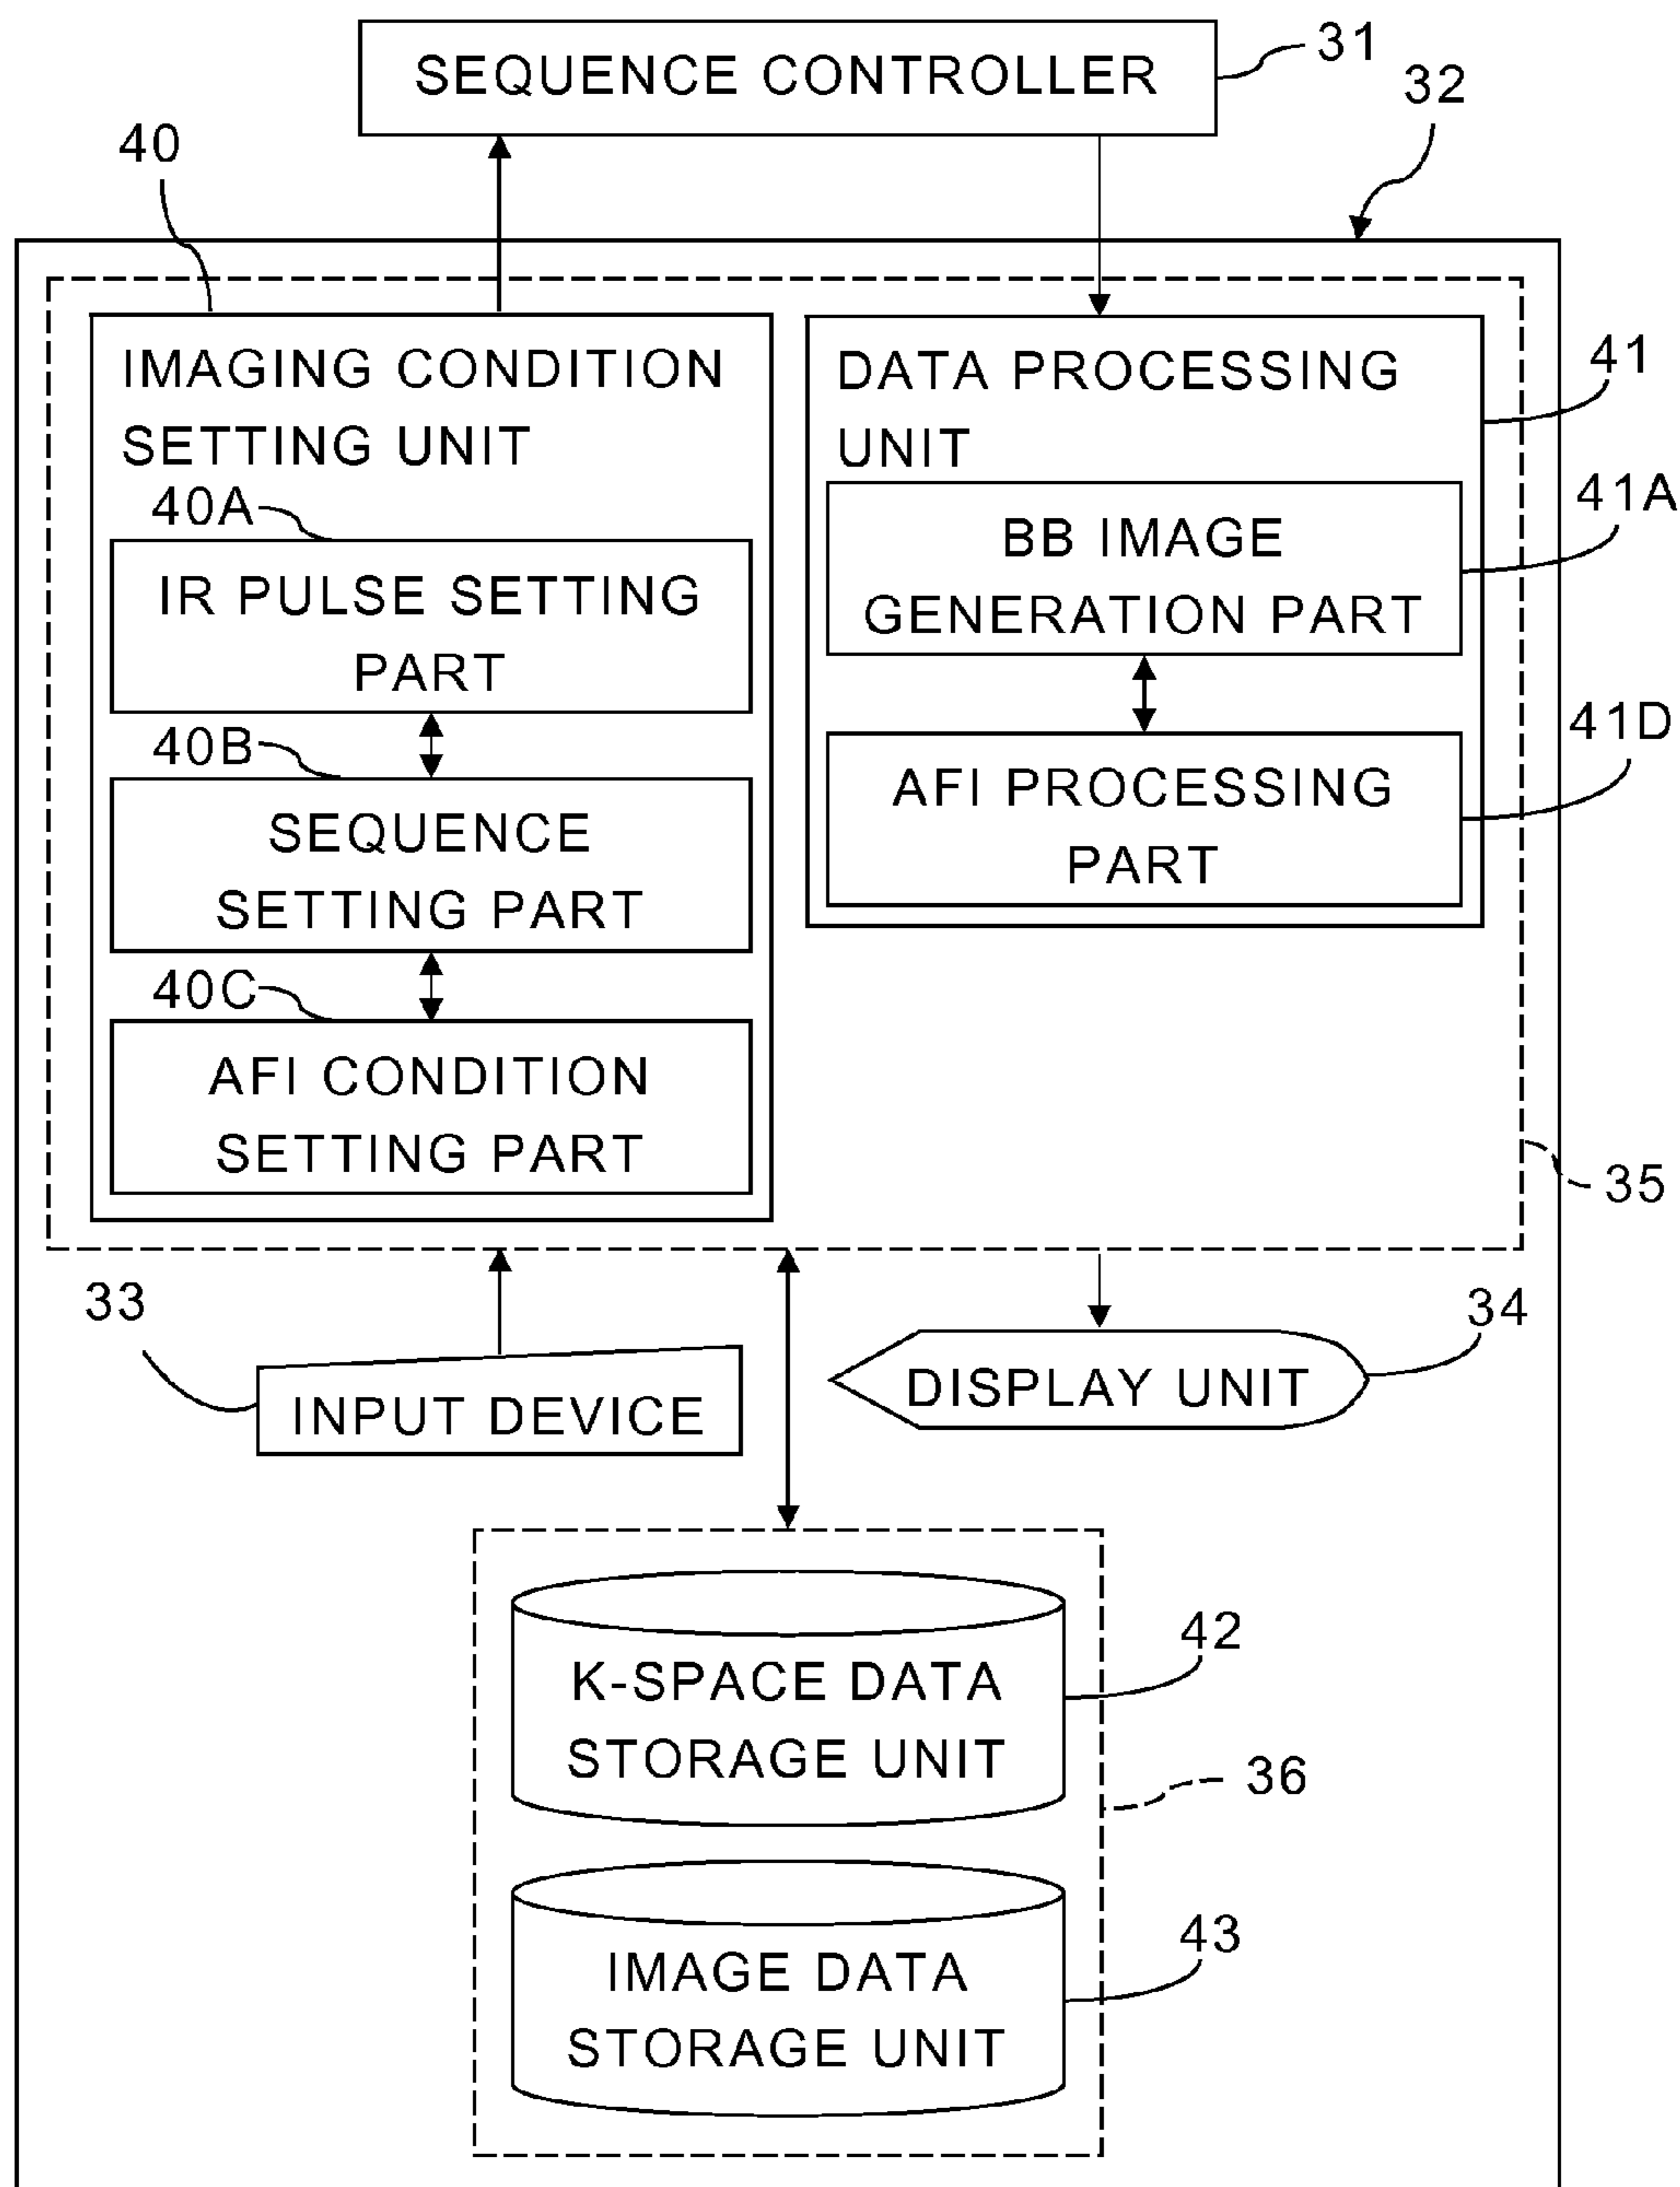 SEQUENCE CONTROLLER
31
32
40
IMAGING CONDITION
SETTING UNIT
40A
IR PULSE SETTING
PART
40B
SEQUENCE
SETTING PART
40C
AFI CONDITION
SETTING PART
DATA PROCESSING
UNIT
41
BB IMAGE
GENERATION PART
41A
AFI PROCESSING
PART
41D
35
33
INPUT DEVICE
DISPLAY UNIT
34
K-SPACE DATA
STORAGE UNIT
42
36
IMAGE DATA
STORAGE UNIT
43